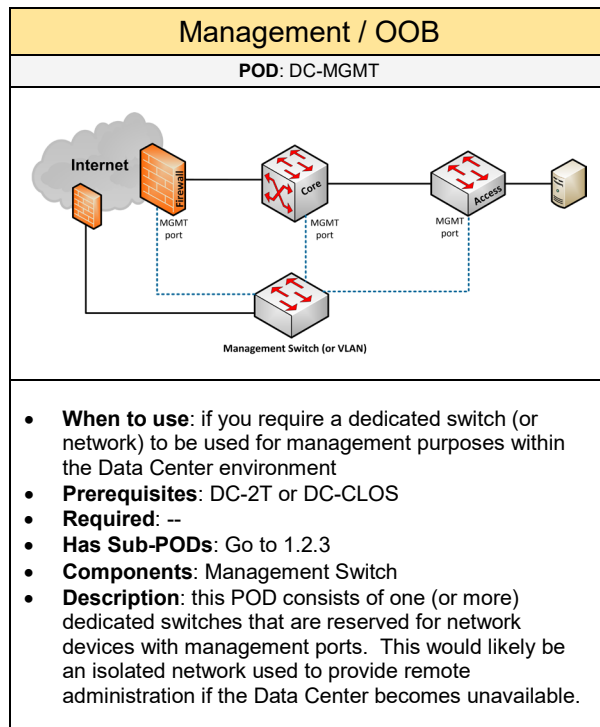 Management / OOB
POD: DC-MGMT
Internet
Firewall
Core
Access
MGMT
port
MGMT
port
MGMT
port
Management Switch (or VLAN)
• When to use: if you require a dedicated switch (or
network) to be used for management purposes within
the Data Center environment
• Prerequisites: DC-2T or DC-CLOS
• Required: --
• Has Sub-PODs: Go to 1.2.3
• Components: Management Switch
• Description: this POD consists of one (or more)
dedicated switches that are reserved for network
devices with management ports.  This would likely be
an isolated network used to provide remote
administration if the Data Center becomes unavailable.